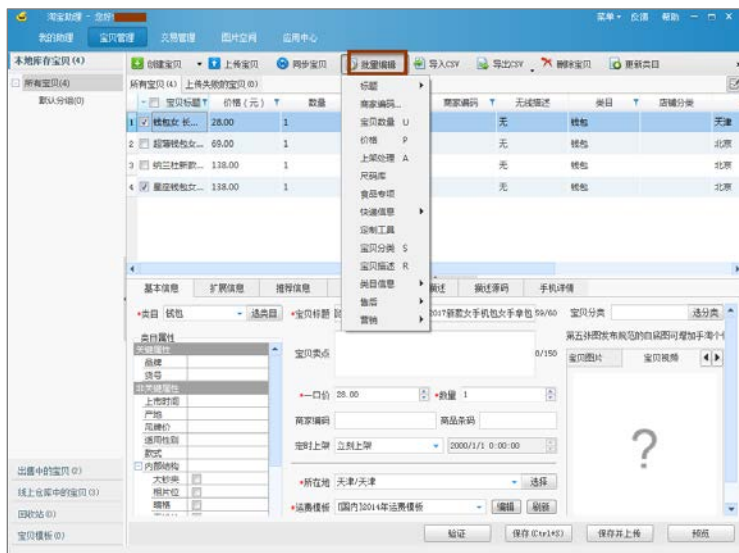 淘宝助理 - 您好: 菜单 反馈 帮助
我的助理 宝贝管理 交易管理 图片空间 应用中心
本地库存宝贝 (4) 创建宝贝 上传宝贝 同步宝贝 批量编辑 导入CSV 导出CSV 删除宝贝 更新类目
所有宝贝(4) 所有宝贝 (4) 上传失败的宝贝 (0)
默认分组(0) 宝贝标题 价格 (元) 数量 商家编码 无线描述 类目 店铺分类
1 钱包女 长... 28.00 1 无 钱包 天津
2 超薄钱包女... 69.00 无 钱包 北京
3 纳兰杜新款... 138.00 1 无 钱包 北京
4 星座钱包女... 138.00 1 无 钱包 北京
标题
商家编码...
宝贝数量 U
价格 P
上架处理 A
尺码库
食品专项
快递信息
定制工具
宝贝分类 S
宝贝描述 R
类目信息
售后
营销
基本信息 扩展信息 推荐信息 描述 描述源码 手机详情
*类目 钱包 选类目 *宝贝标题 2017新款女手机包女手拿包 59/60 宝贝分类 选分类
类目属性 第五张图发布规范的白底图可增加手淘个
关键属性 宝贝卖点 0/150 宝贝图片 宝贝视频
品牌
货号
非关键属性
上市时间 *一口价 28.00 *数量 1
产地
吊牌价 商家编码 商品条码
适用性别
款式 定时上架 立刻上架 2000/1/1 0:00:00
内部结构
大钞夹 *所在地 天津/天津 选择
相片位
*运费模板 [国内]2014年运费模板 编辑 刷新
出售中的宝贝 (0)
线上仓库中的宝贝 (0)
回收站 (0)
宝贝模板 (0) 验证 保存 (Ctrl+S) 保存并上传 预览